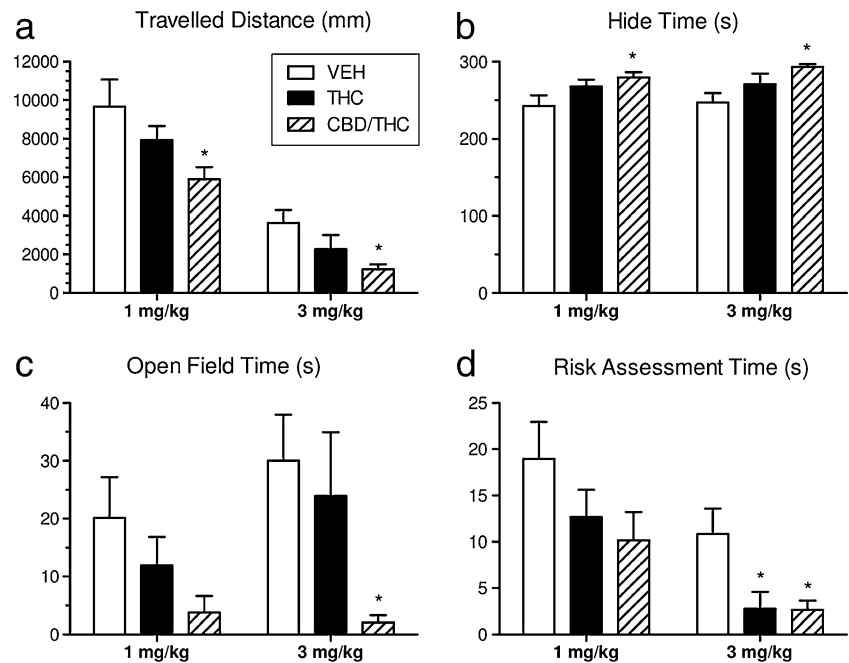 a
Travelled Distance (mm)
12000
10000
8000
6000
4000
2000
0
VEH
THC
CBD/THC
*
*
1 mg/kg
3 mg/kg
b
Hide Time (s)
300
200
100
0
*
*
1 mg/kg
3 mg/kg
c
Open Field Time (s)
40
30
20
10
0
*
1 mg/kg
3 mg/kg
d
Risk Assessment Time (s)
25
20
15
10
5
0
* *
1 mg/kg
3 mg/kg